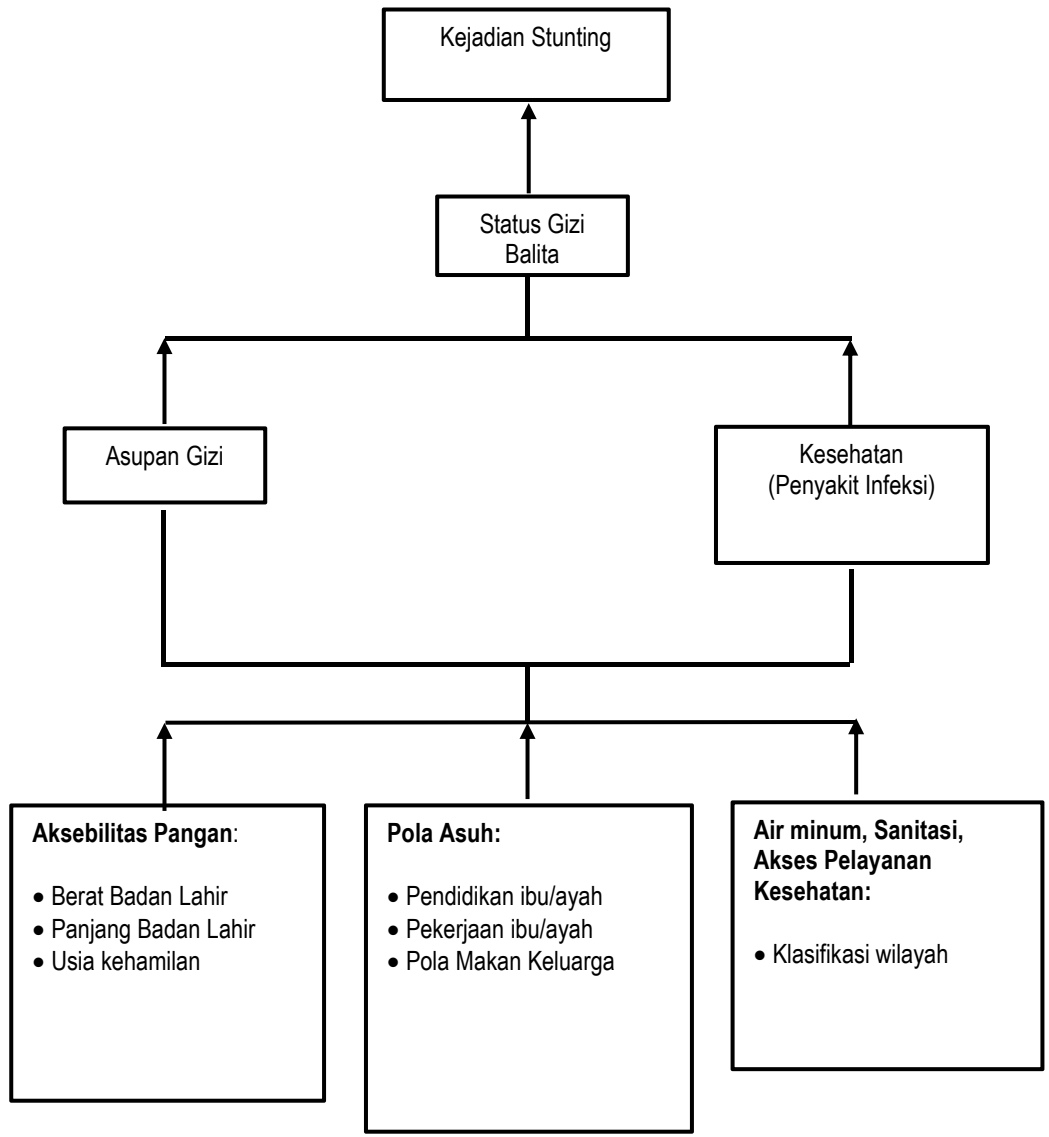 Kejadian Stunting
Status Gizi
Balita
Asupan Gizi
Kesehatan
(Penyakit Infeksi)
Aksebilitas Pangan:
• Berat Badan Lahir
• Panjang Badan Lahir
• Usia kehamilan
Pola Asuh:
• Pendidikan ibu/ayah
• Pekerjaan ibu/ayah
• Pola Makan Keluarga
Air minum, Sanitasi,
Akses Pelayanan
Kesehatan:
• Klasifikasi wilayah